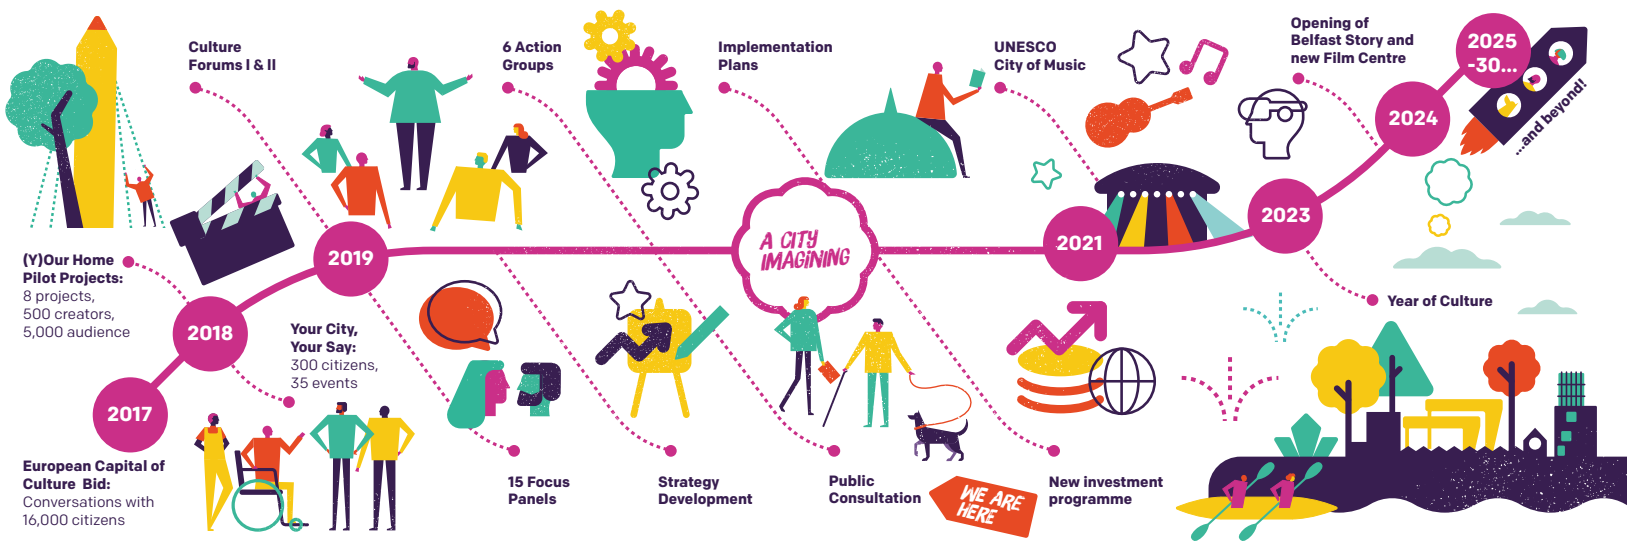 Culture
Forums I & II
6 Action
Groups
Implementation
Plans
UNESCO
City of Music
Opening of
Belfast Story and
new Film Centre
2025
-30...
...and beyond!
2024
2023
2021
A CITY
IMAGINING
2019
(Y)Our Home
Pilot Projects:
8 projects,
500 creators,
5,000 audience
2018
Your City,
Your Say:
300 citizens,
35 events
Year of Culture
2017
European Capital of
Culture Bid:
Conversations with
16,000 citizens
15 Focus
Panels
Strategy
Development
Public
Consultation
WE ARE
HERE
New investment
programme